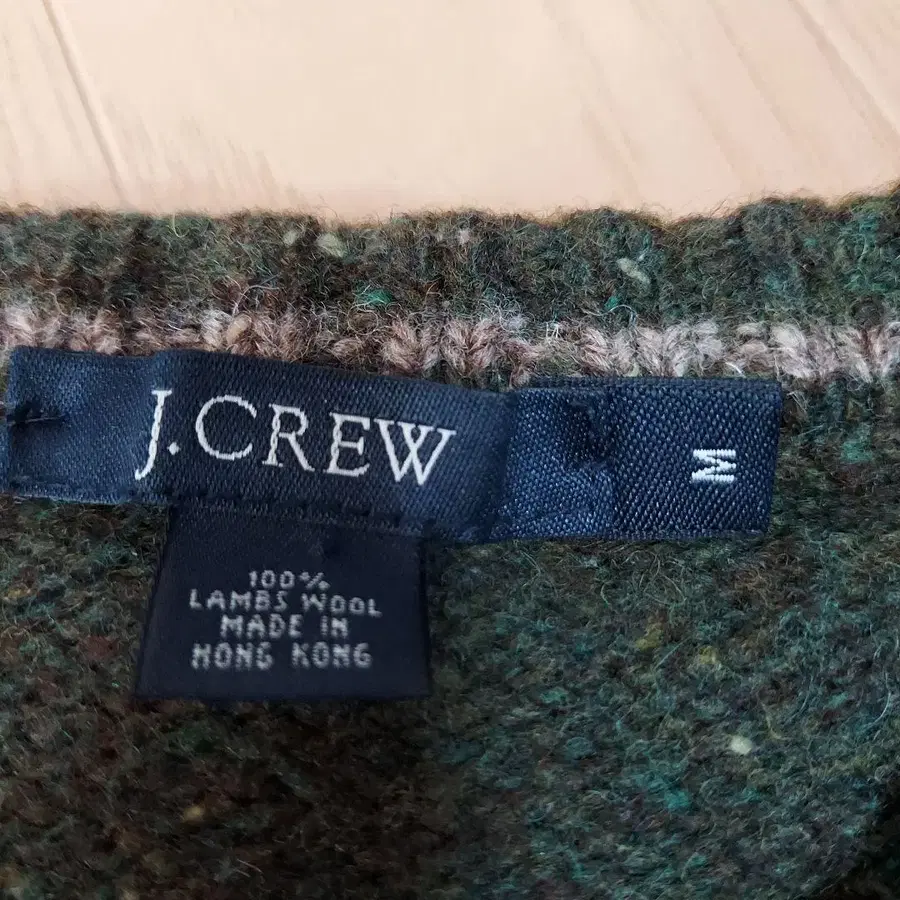 J.CREW
M
100%
LAMBS WOOL
MADE IN
HONG KONG